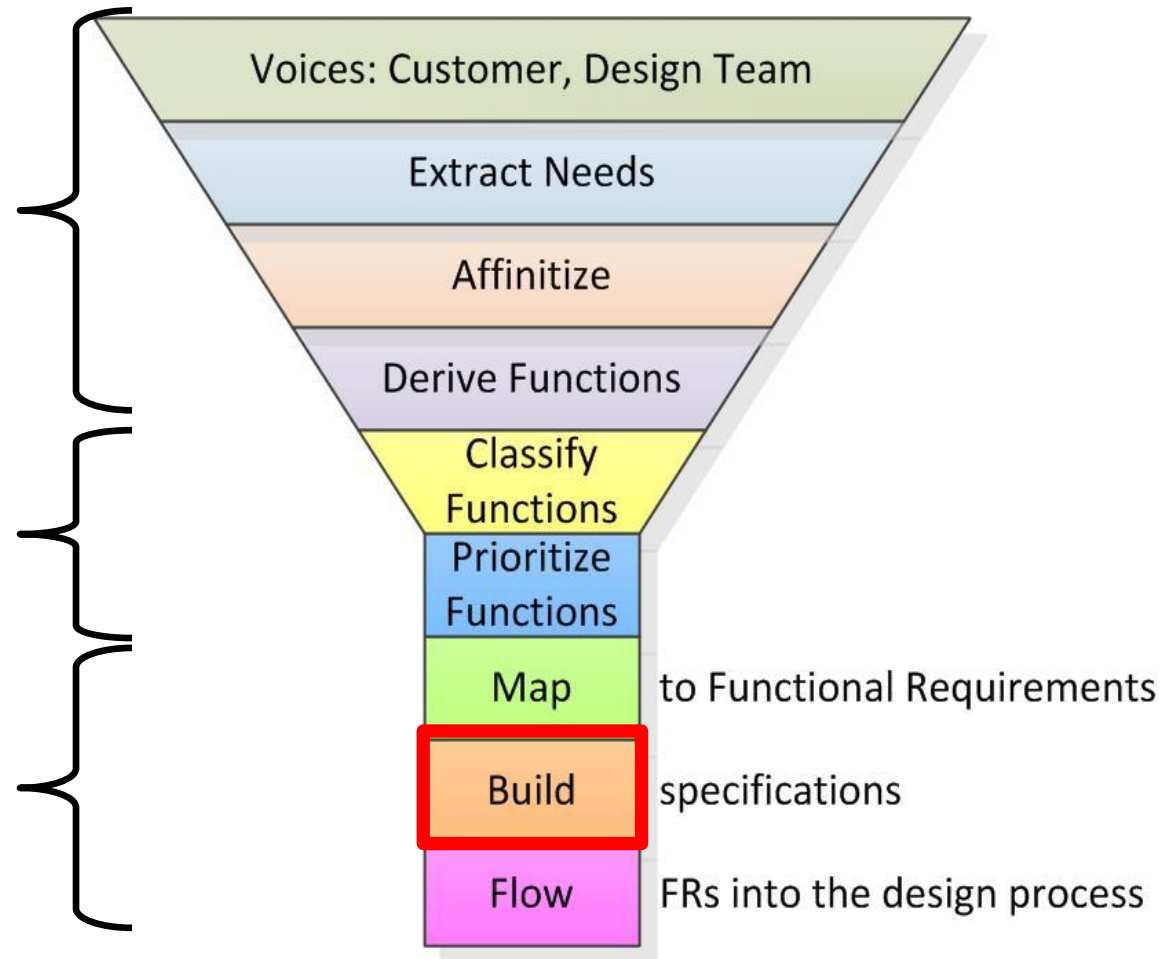 Voices: Customer, Design Team
Extract Needs
Affinitize
Derive Functions
Classify
Functions
Prioritize
Functions
Map to Functional Requirements
Build specifications
Flow FRs into the design process